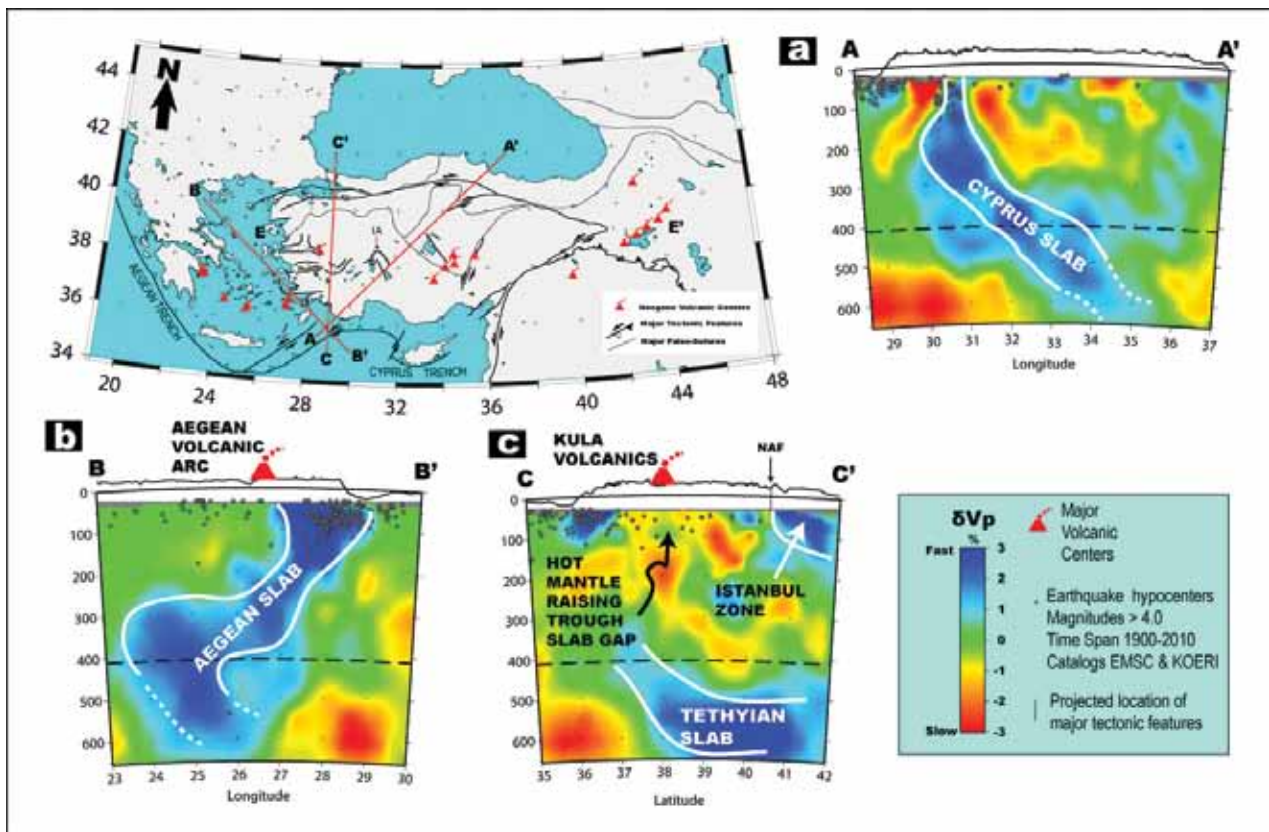 44
42
40
38
36
34
20
24
28
32
36
40
44
48
N
B
C'
A'
E
IA
E'
AEGEAN TRENCH
A
C
B'
CYPRUS TRENCH
Neogene Volcanic Centers
Major Tectonic Features
Major Paleo-Sutures
a
A
A'
0
100
200
300
400
500
600
CYPRUS SLAB
29
30
31
32
33
34
35
36
37
Longitude
b
AEGEAN
VOLCANIC
ARC
B
B'
0
100
200
300
400
500
600
AEGEAN SLAB
23
24
25
26
27
28
29
30
Longitude
c
KULA
VOLCANICS
NAF
C
C'
0
100
200
300
400
500
600
HOT
MANTLE
RAISING
TROUGH
SLAB GAP
ISTANBUL
ZONE
TETHYIAN
SLAB
35
36
37
38
39
40
41
42
Latitude
δVp
%
Fast
3
2
1
0
-1
-2
-3
Slow
Major
Volcanic
Centers
Earthquake hypocenters
Magnitudes > 4.0
Time Span 1900-2010
Catalogs EMSC & KOERI
Projected location of
major tectonic features